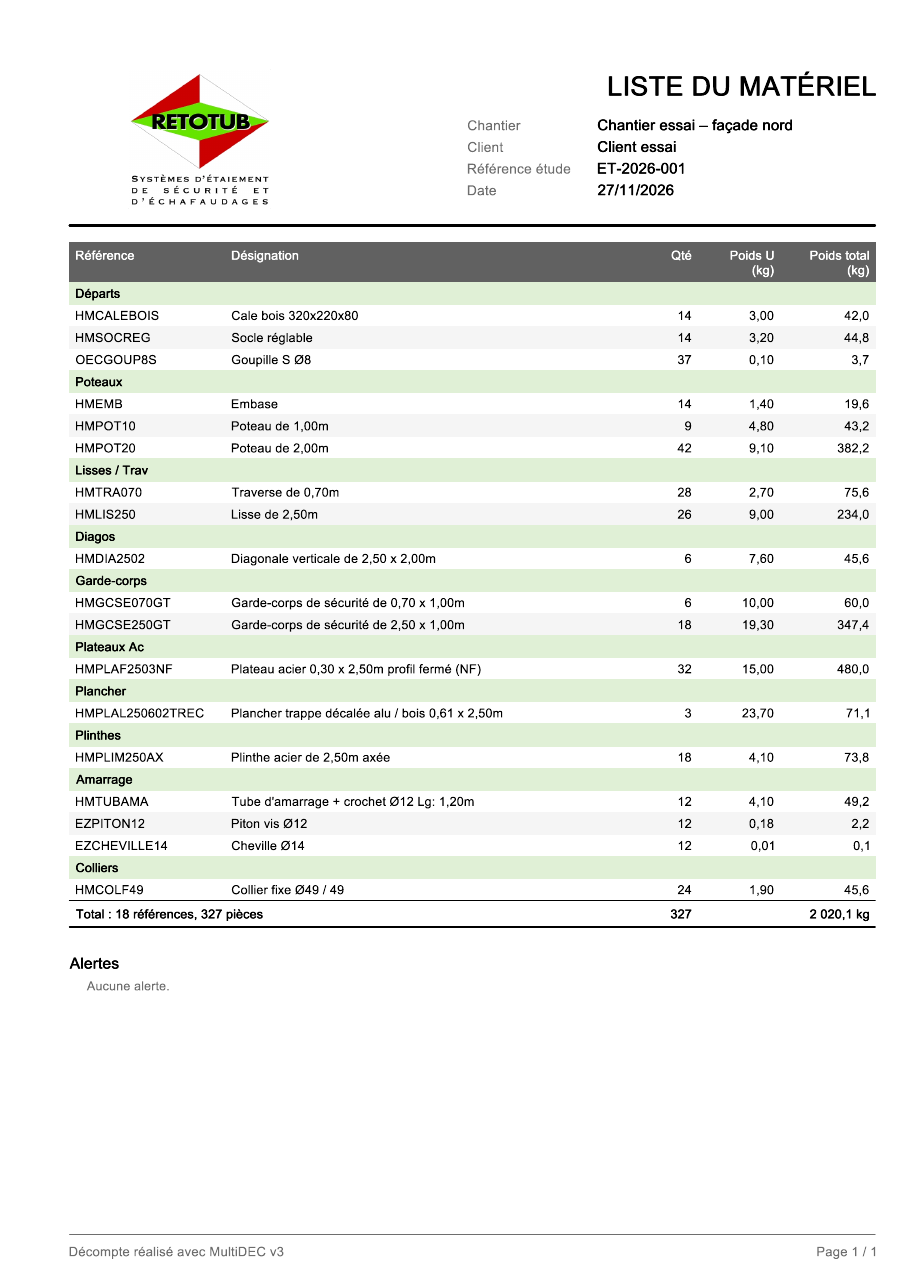 RETOTUB
SYSTÈMES D'ÉTAIEMENT
DE SÉCURITÉ ET
D'ÉCHAFAUDAGES
LISTE DU MATÉRIEL
Chantier Chantier essai – façade nord
Client Client essai
Référence étude ET-2026-001
Date 27/11/2026
Référence Désignation Qté Poids U (kg) Poids total (kg)
Départs
HMCALEBOIS Cale bois 320x220x80 14 3,00 42,0
HMSOCREG Socle réglable 14 3,20 44,8
OECGOUP8S Goupille S Ø8 37 0,10 3,7
Poteaux
HMEMB Embase 14 1,40 19,6
HMPOT10 Poteau de 1,00m 9 4,80 43,2
HMPOT20 Poteau de 2,00m 42 9,10 382,2
Lisses / Trav
HMTRA070 Traverse de 0,70m 28 2,70 75,6
HMLIS250 Lisse de 2,50m 26 9,00 234,0
Diagos
HMDIA2502 Diagonale verticale de 2,50 x 2,00m 6 7,60 45,6
Garde-corps
HMGCSE070GT Garde-corps de sécurité de 0,70 x 1,00m 6 10,00 60,0
HMGCSE250GT Garde-corps de sécurité de 2,50 x 1,00m 18 19,30 347,4
Plateaux Ac
HMPLAF2503NF Plateau acier 0,30 x 2,50m profil fermé (NF) 32 15,00 480,0
Plancher
HMPLAL250602TREC Plancher trappe décalée alu / bois 0,61 x 2,50m 3 23,70 71,1
Plinthes
HMPLIM250AX Plinthe acier de 2,50m axée 18 4,10 73,8
Amarrage
HMTUBAMA Tube d'amarrage + crochet Ø12 Lg: 1,20m 12 4,10 49,2
EZPITON12 Piton vis Ø12 12 0,18 2,2
EZCHEVILLE14 Cheville Ø14 12 0,01 0,1
Colliers
HMCOLF49 Collier fixe Ø49 / 49 24 1,90 45,6
Total : 18 références, 327 pièces 327 2 020,1 kg
Alertes
Aucune alerte.
Décompte réalisé avec MultiDEC v3 Page 1 / 1